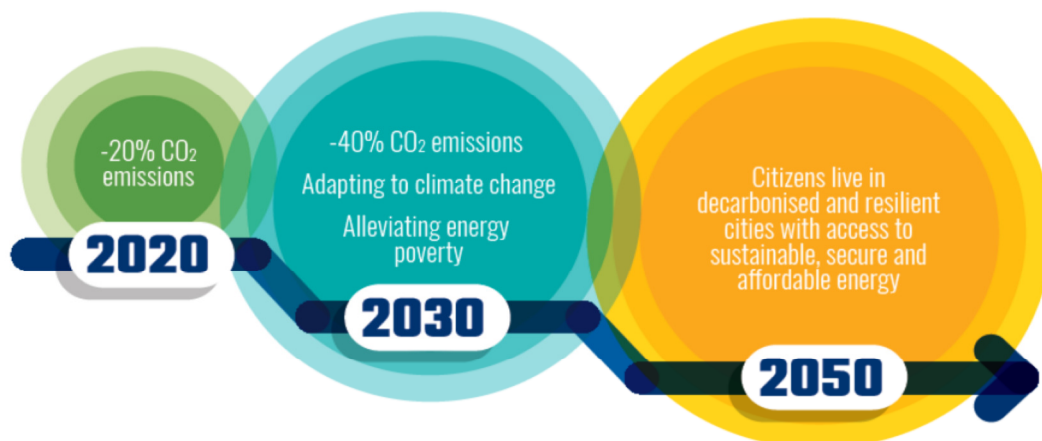 -20% CO₂
emissions
2020
-40% CO₂ emissions
Adapting to climate change
Alleviating energy
poverty
2030
Citizens live in
decarbonised and resilient
cities with access to
sustainable, secure and
affordable energy
2050